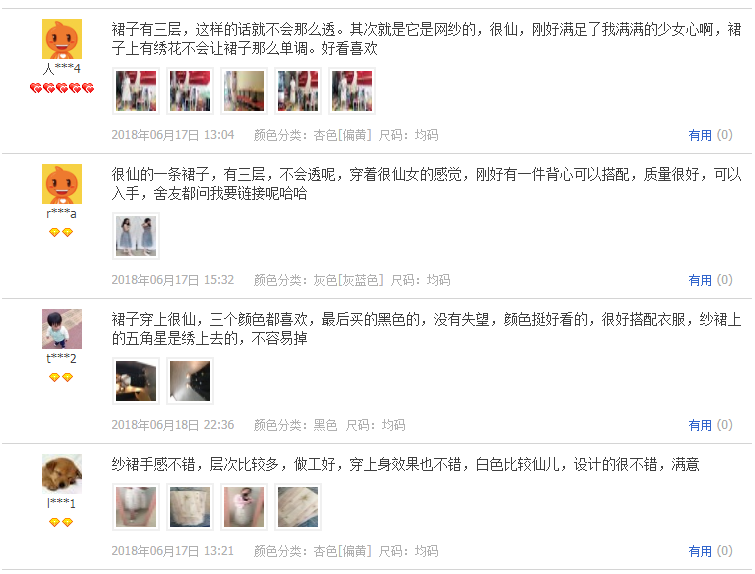 裙子有三层，这样的话就不会那么透。其次就是它是网纱的，很仙，刚好满足了我满满的少女心啊，裙
子上有绣花不会让裙子那么单调。好看喜欢
人***4
2018年06月17日 13:04 颜色分类：杏色[偏黄] 尺码：均码 有用 (0)
很仙的一条裙子，有三层，不会透呢，穿着很仙女的感觉，刚好有一件背心可以搭配，质量很好，可以
入手，舍友都问我要链接呢哈哈
r***a
2018年06月17日 15:32 颜色分类：灰色[灰蓝色] 尺码：均码 有用 (0)
裙子穿上很仙，三个颜色都喜欢，最后买的黑色的，没有失望，颜色挺好看的，很好搭配衣服，纱裙上
的五角星是绣上去的，不容易掉
t***2
2018年06月18日 22:36 颜色分类：黑色 尺码：均码 有用 (0)
纱裙手感不错，层次比较多，做工好，穿上身效果也不错，白色比较仙儿，设计的很不错，满意
l***1
2018年06月17日 13:21 颜色分类：杏色[偏黄] 尺码：均码 有用 (0)